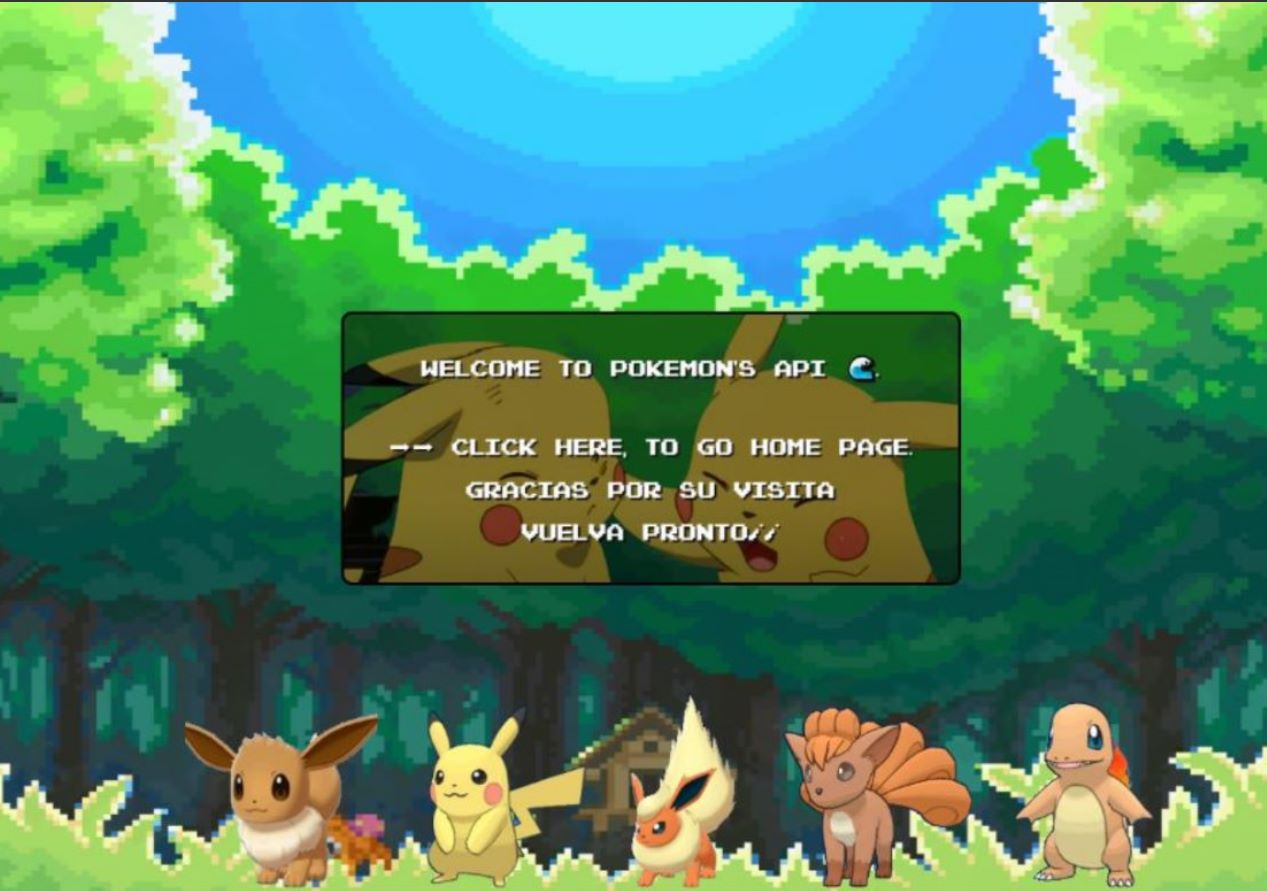 WELCOME TO POKEMON'S API 🌊.
→→ CLICK HERE, TO GO HOME PAGE.
GRACIAS POR SU VISITA
VUELVA PRONTO//